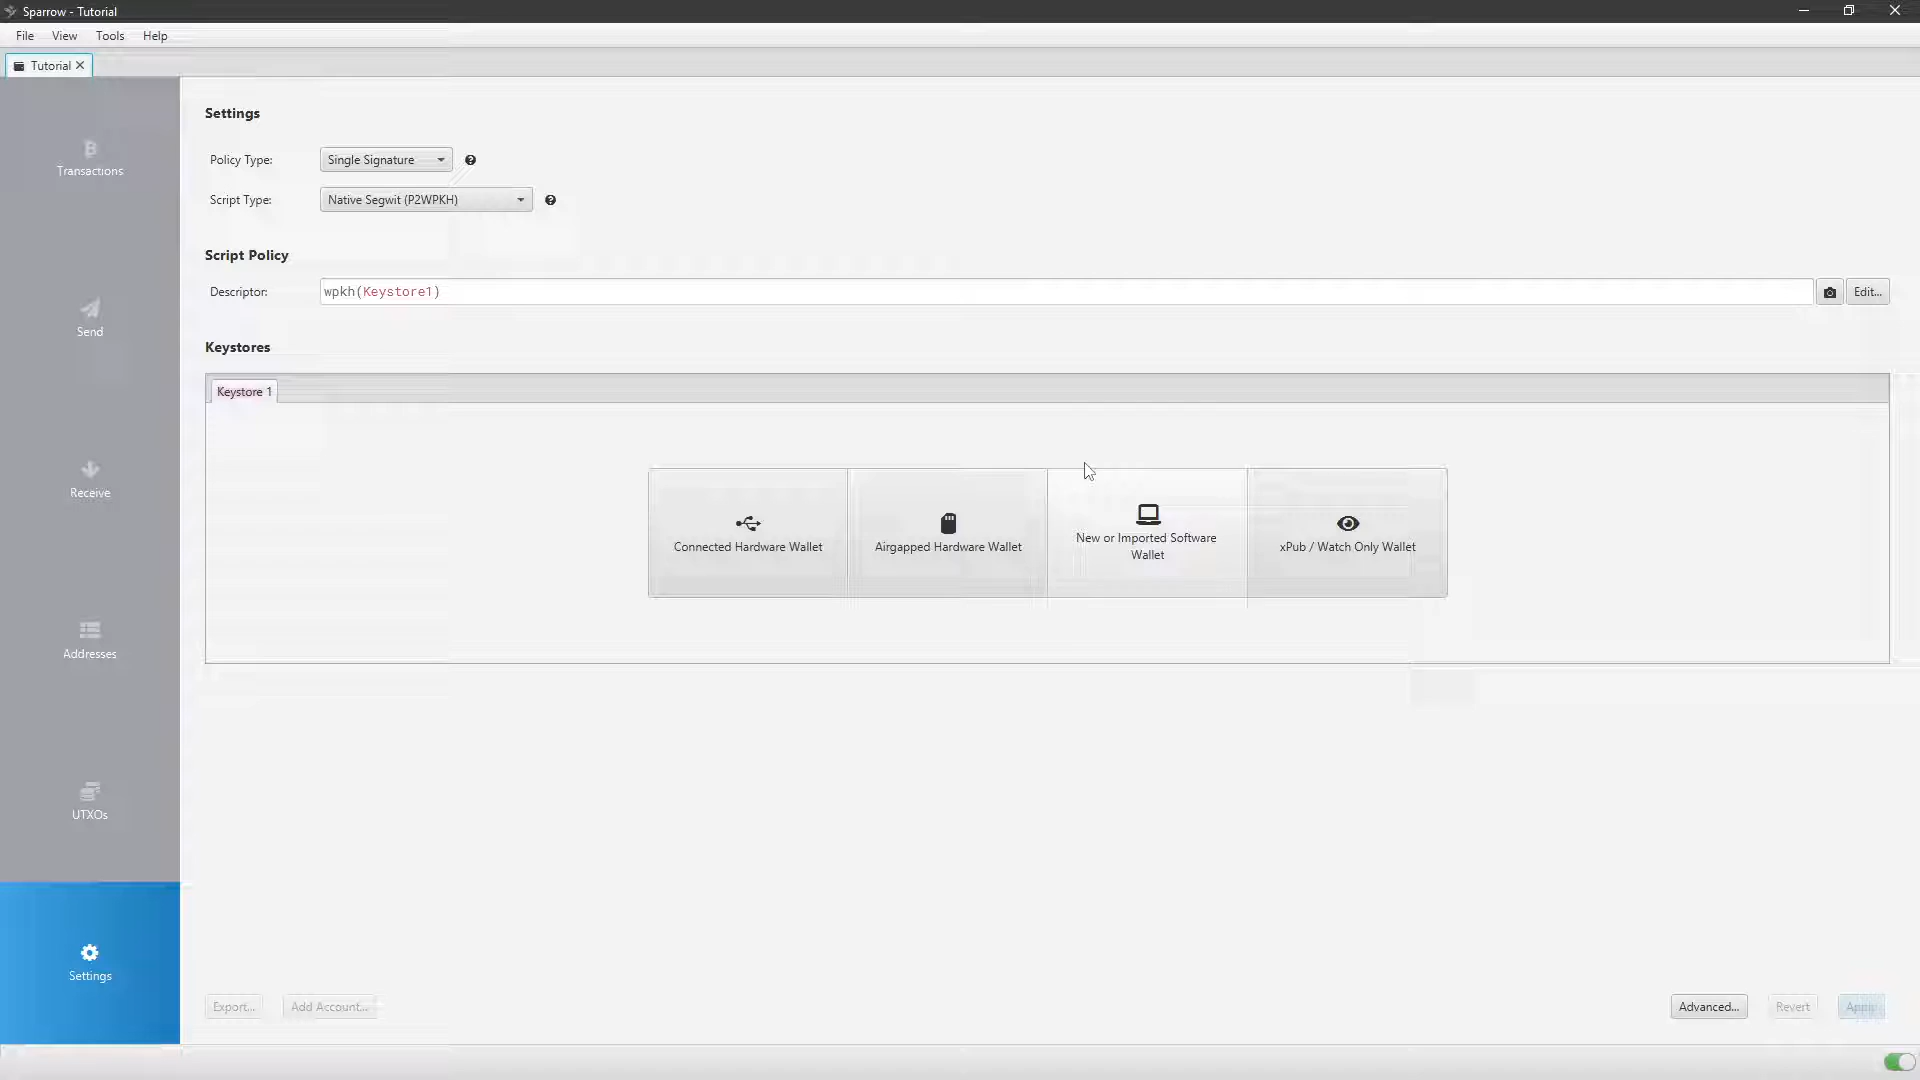 Sparrow - Tutorial
File View Tools Help
Tutorial
Settings
Policy Type: Single Signature
Script Type: Native Segwit (P2WPKH)
Script Policy
Descriptor: wpkh(Keystore1) Edit...
Keystores
Keystore 1
Connected Hardware Wallet
Airgapped Hardware Wallet
New or Imported Software
Wallet
xPub / Watch Only Wallet
Transactions
Send
Receive
Addresses
UTXOs
Settings
Export... Add Account... Advanced... Revert Apply